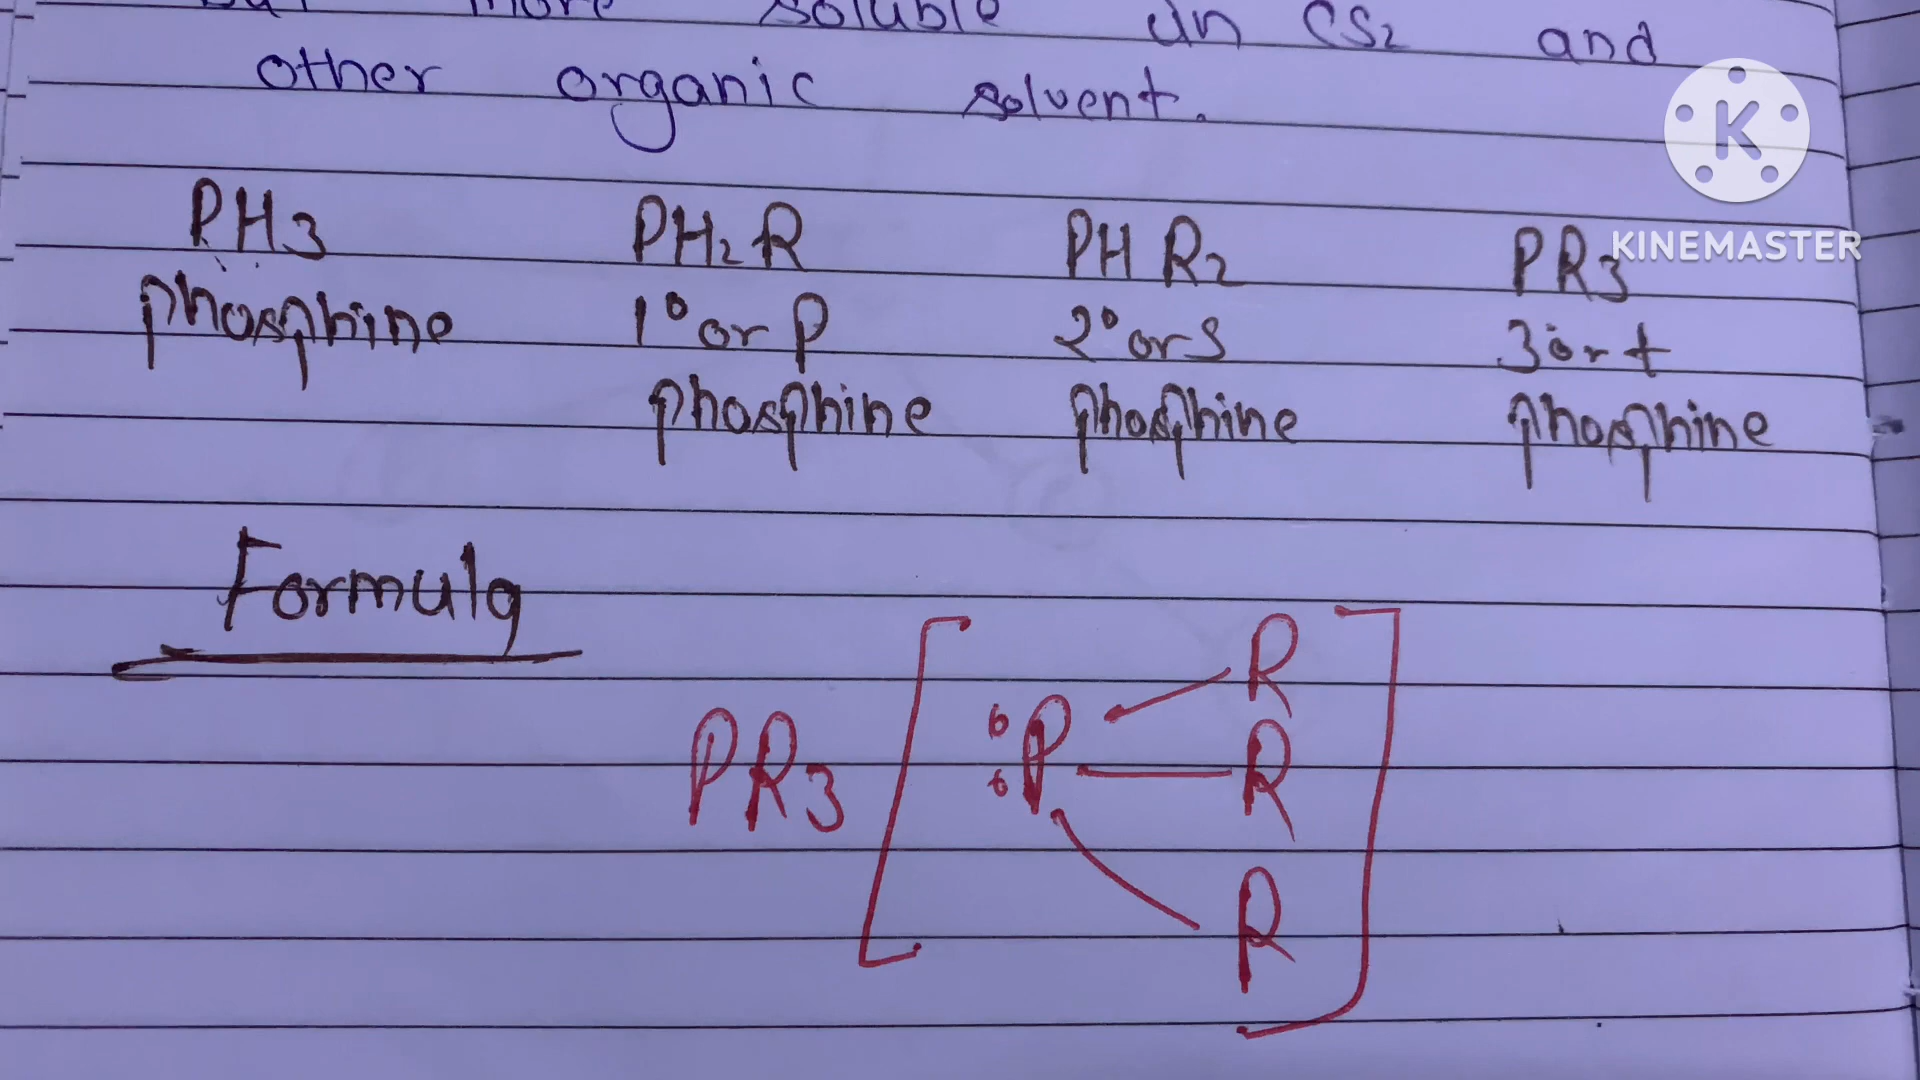 But more soluble in CS2 and
other organic solvent.
K
KINEMASTER
PH3 PH2R PHR2 PR3
phosphine 1° or P 2° or S 3 or t
phosphine phosphine phosphine
Formula
R
PR3 [ :P R ]
R